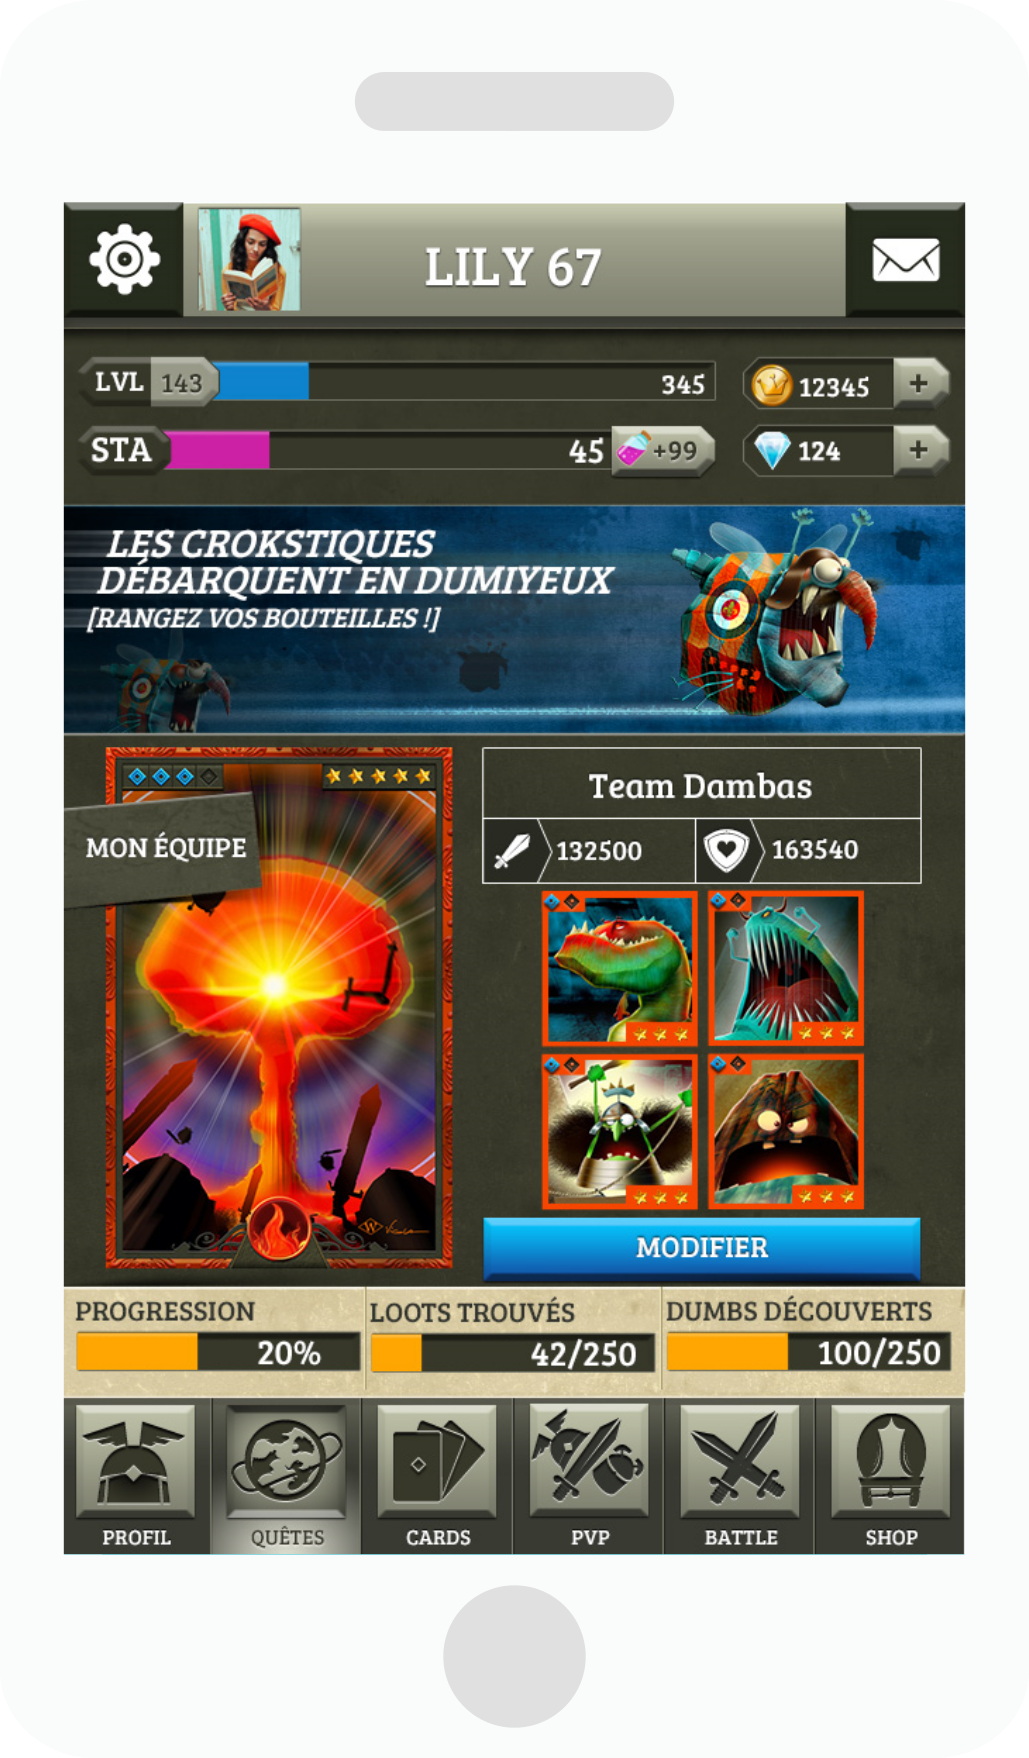 LILY 67
LVL 143 345 12345 +
STA 45 +99 124 +
LES CROKSTIQUES
DÉBARQUENT EN DUMIYEUX
[RANGEZ VOS BOUTEILLES !]
MON ÉQUIPE
Team Dambas
132500 163540
MODIFIER
PROGRESSION LOOTS TROUVÉS DUMBS DÉCOUVERTS
20% 42/250 100/250
PROFIL QUÊTES CARDS PVP BATTLE SHOP